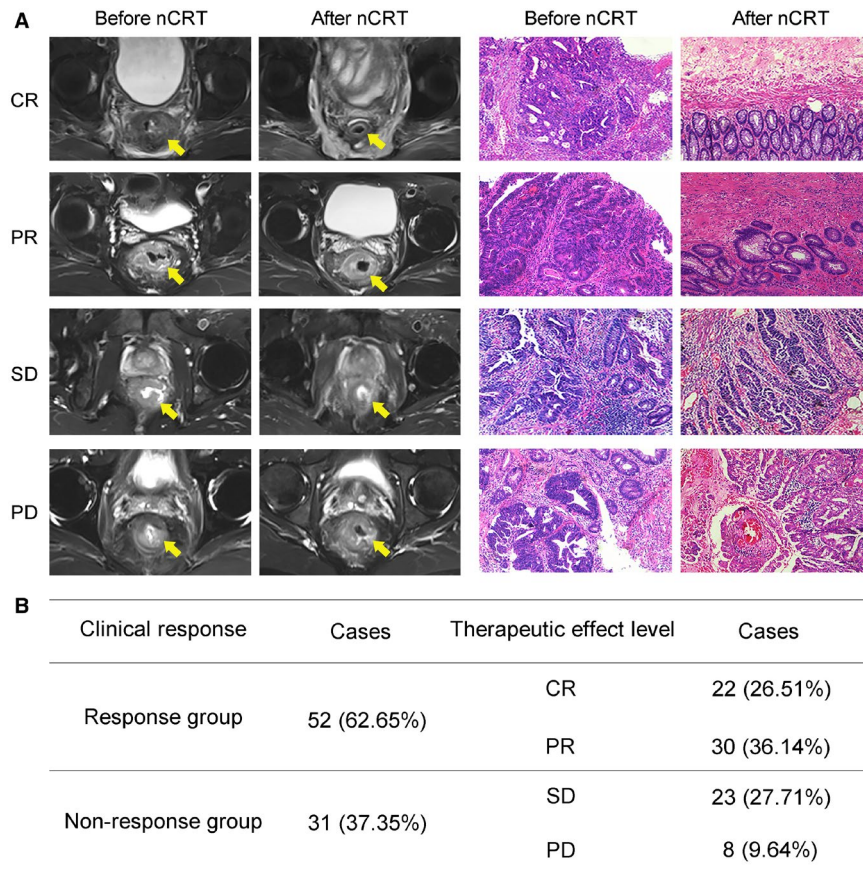 A
Before nCRT After nCRT Before nCRT After nCRT
CR
PR
SD
PD
B
Clinical response Cases Therapeutic effect level Cases
Response group 52 (62.65%) CR 22 (26.51%)
PR 30 (36.14%)
Non-response group 31 (37.35%) SD 23 (27.71%)
PD 8 (9.64%)